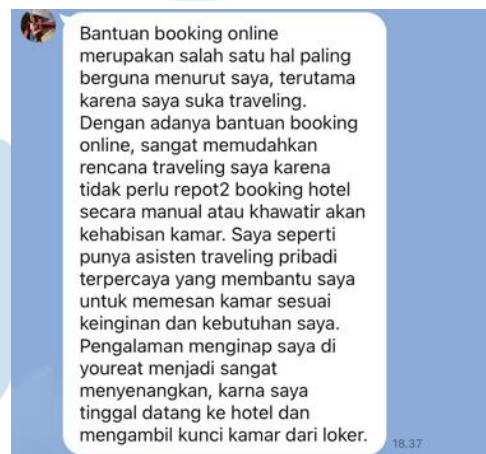 Bantuan booking online
merupakan salah satu hal paling
berguna menurut saya, terutama
karena saya suka traveling.
Dengan adanya bantuan booking
online, sangat memudahkan
rencana traveling saya karena
tidak perlu repot2 booking hotel
secara manual atau khawatir akan
kehabisan kamar. Saya seperti
punya asisten traveling pribadi
terpercaya yang membantu saya
untuk memesan kamar sesuai
keinginan dan kebutuhan saya.
Pengalaman menginap saya di
youreat menjadi sangat
menyenangkan, karna saya
tinggal datang ke hotel dan
mengambil kunci kamar dari loker.
18.37